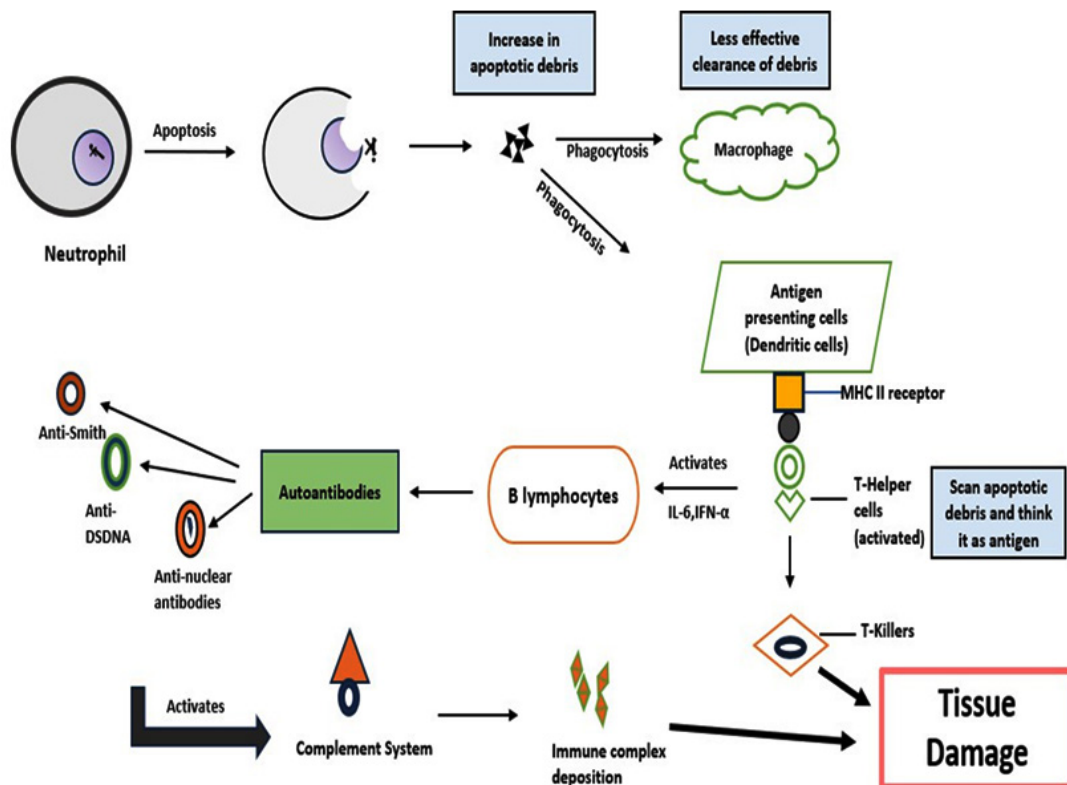 Increase in
apoptotic debris
Less effective
clearance of debris
Apoptosis
Phagocytosis
Macrophage
Phagocytosis
Neutrophil
Antigen
presenting cells
(Dendritic cells)
MHC II receptor
Anti-Smith
Anti-
DSDNA
Anti-nuclear
antibodies
Autoantibodies
B lymphocytes
Activates
IL-6,IFN-α
T-Helper
cells
(activated)
Scan apoptotic
debris and think
it as antigen
T-Killers
Activates
Complement System
Immune complex
deposition
Tissue
Damage